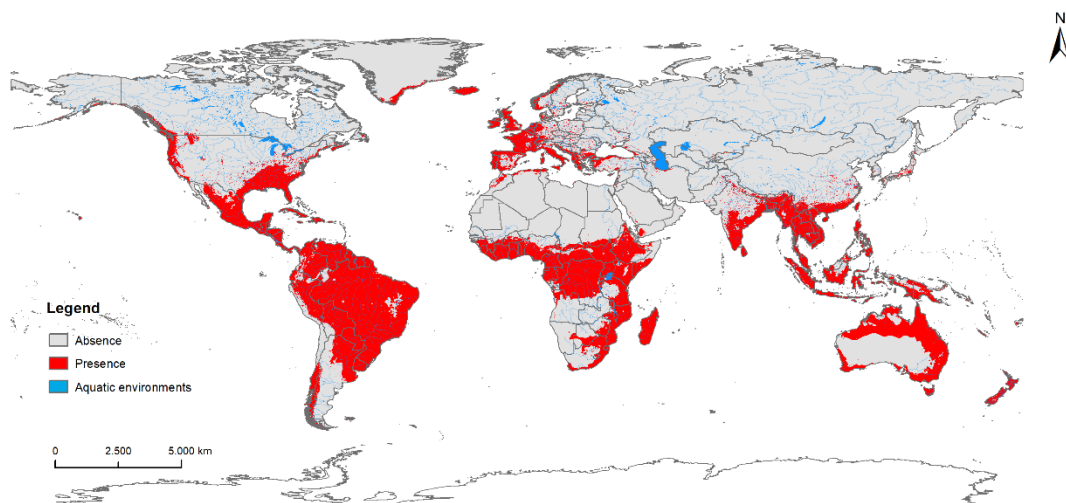 N
Legend
Absence
Presence
Aquatic environments
0 2.500 5.000 km